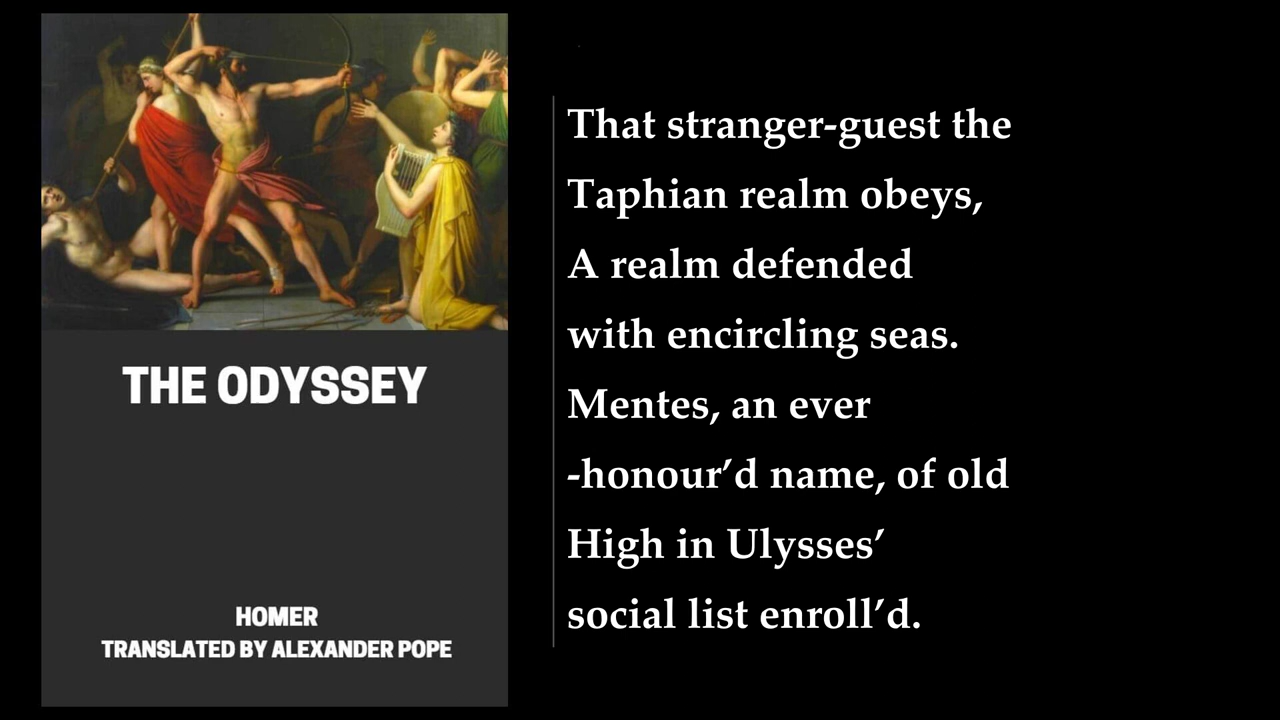 THE ODYSSEY
HOMER
TRANSLATED BY ALEXANDER POPE
That stranger-guest the
Taphian realm obeys,
A realm defended
with encircling seas.
Mentes, an ever
-honour’d name, of old
High in Ulysses’
social list enroll’d.